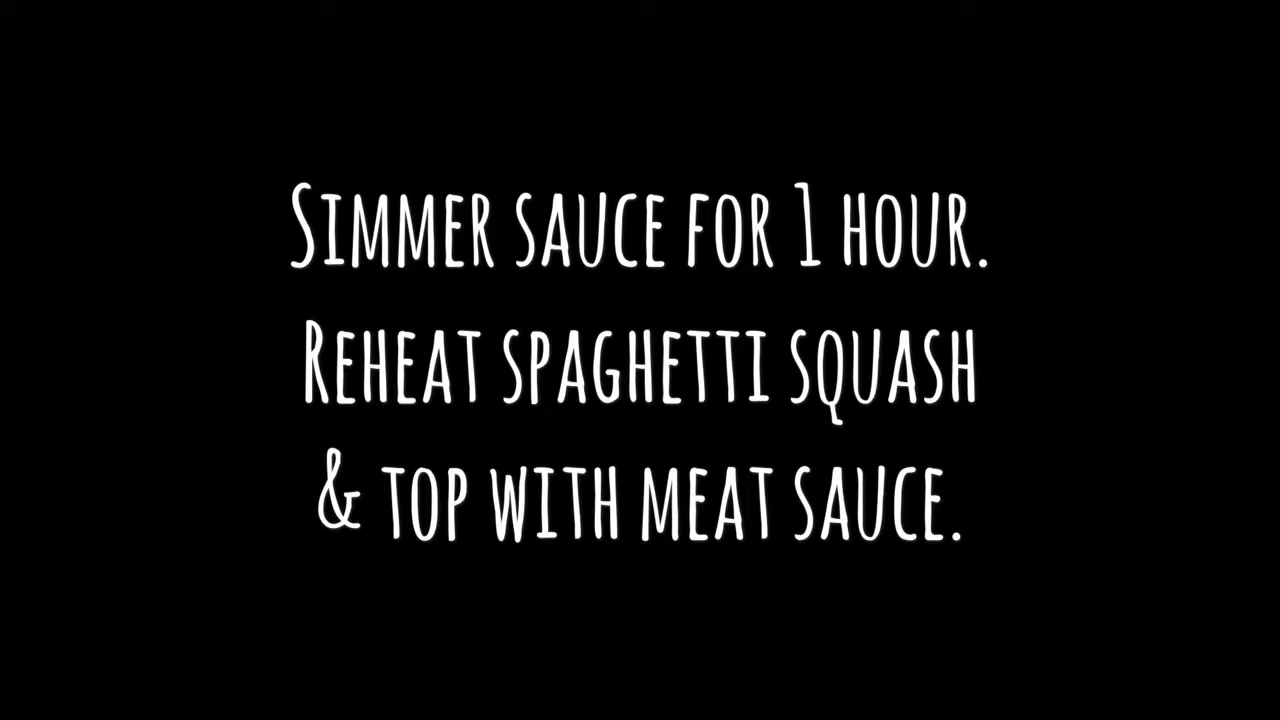 Simmer sauce for 1 hour.
Reheat spaghetti squash
& top with meat sauce.